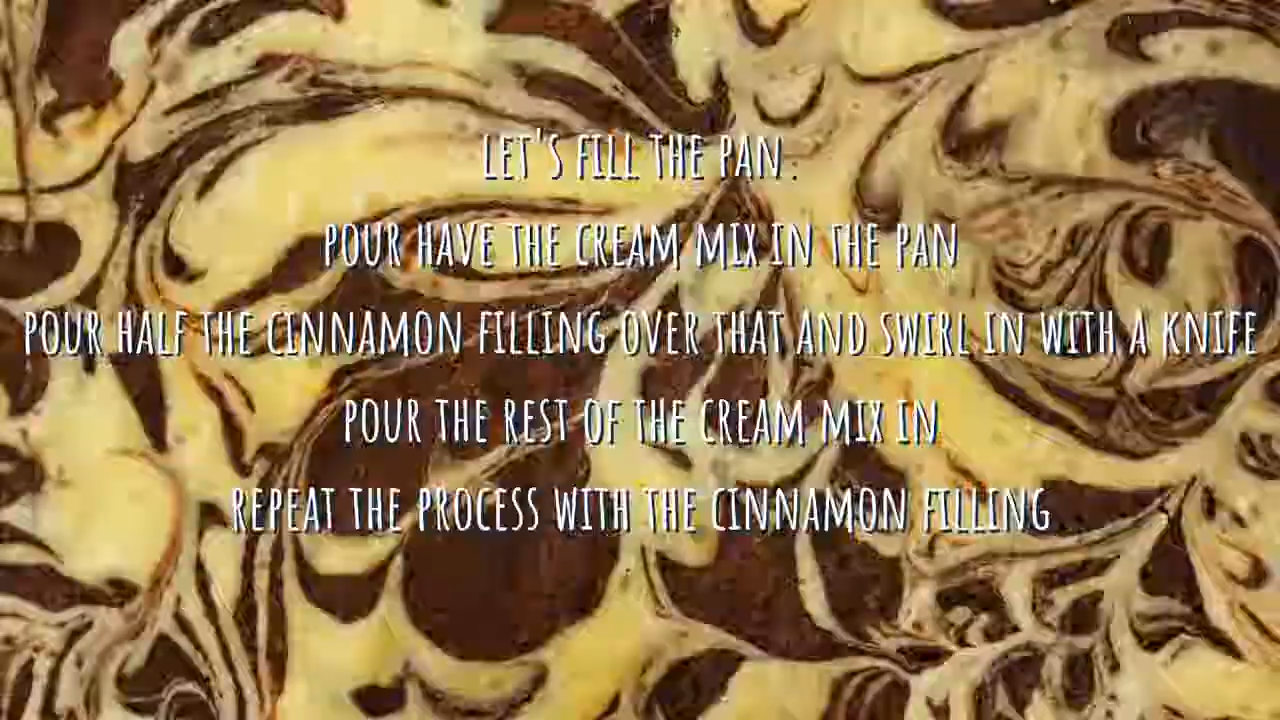 LET'S FILL THE PAN:
POUR HAVE THE CREAM MIX IN THE PAN
POUR HALF THE CINNAMON FILLING OVER THAT AND SWIRL IN WITH A KNIFE
POUR THE REST OF THE CREAM MIX IN
REPEAT THE PROCESS WITH THE CINNAMON FILLING